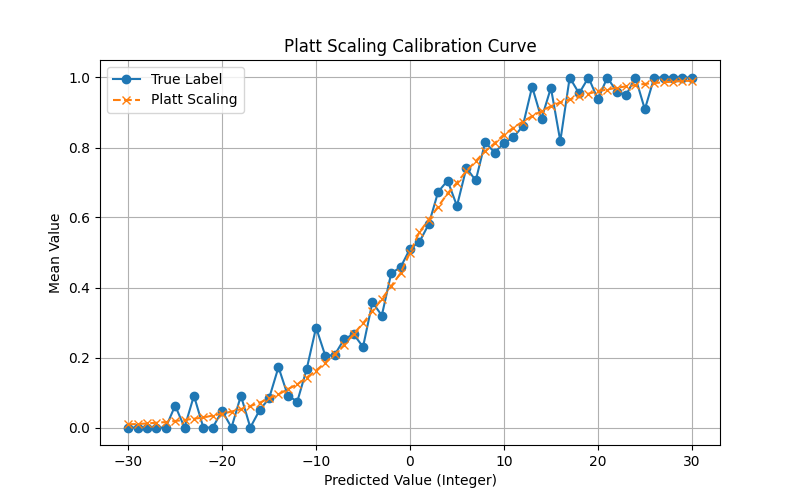 Platt Scaling Calibration Curve
True Label
Platt Scaling
Mean Value
1.0
0.8
0.6
0.4
0.2
0.0
−30 −20 −10 0 10 20 30
Predicted Value (Integer)